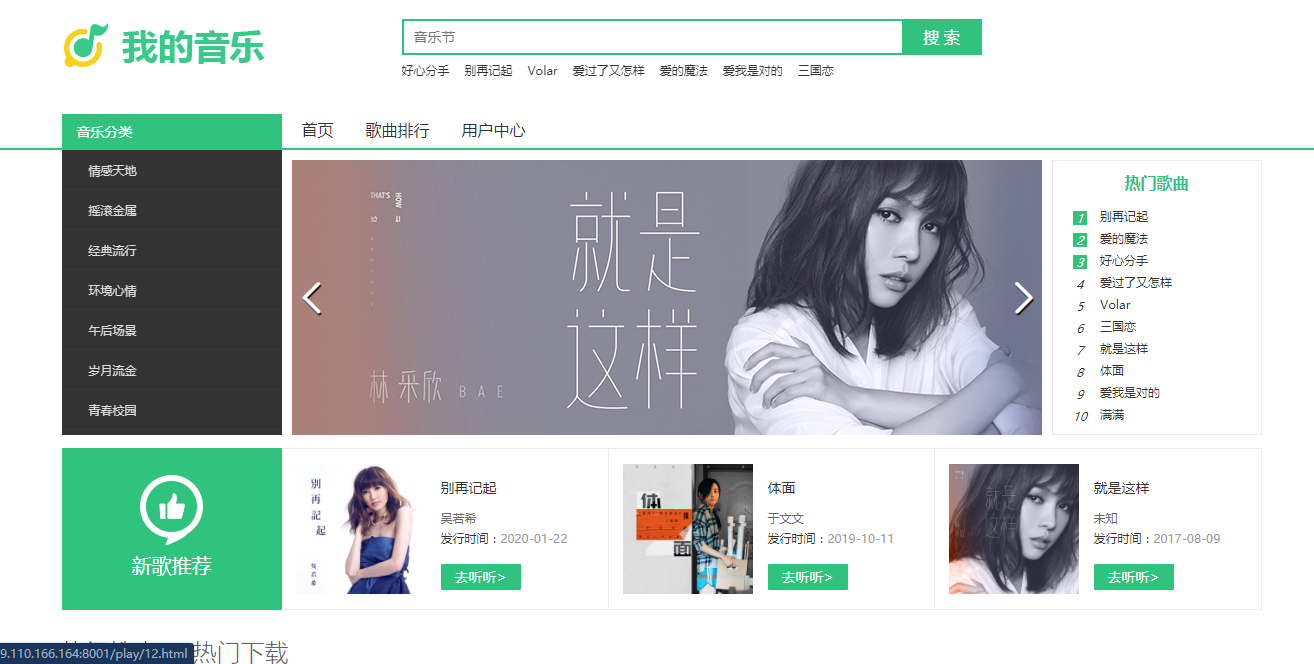 我的音乐
音乐节
搜 索
好心分手 别再记起 Volar 爱过了又怎样 爱的魔法 爱我是对的 三国恋
音乐分类
首页 歌曲排行 用户中心
情感天地
摇滚金属
经典流行
环境心情
午后场景
岁月流金
青春校园
THAT'S
HOW
IS
IT
就是
这样
林采欣 BAE
热门歌曲
1 别再记起
2 爱的魔法
3 好心分手
4 爱过了又怎样
5 Volar
6 三国恋
7 就是这样
8 体面
9 爱我是对的
10 满满
新歌推荐
别再記起
吴若希
别再记起
吴若希
发行时间：2020-01-22
去听听>
体
面
体面
于文文
发行时间：2019-10-11
去听听>
就是
就是这样
未知
发行时间：2017-08-09
去听听>
热门下载
9.110.166.164:8001/play/12.html